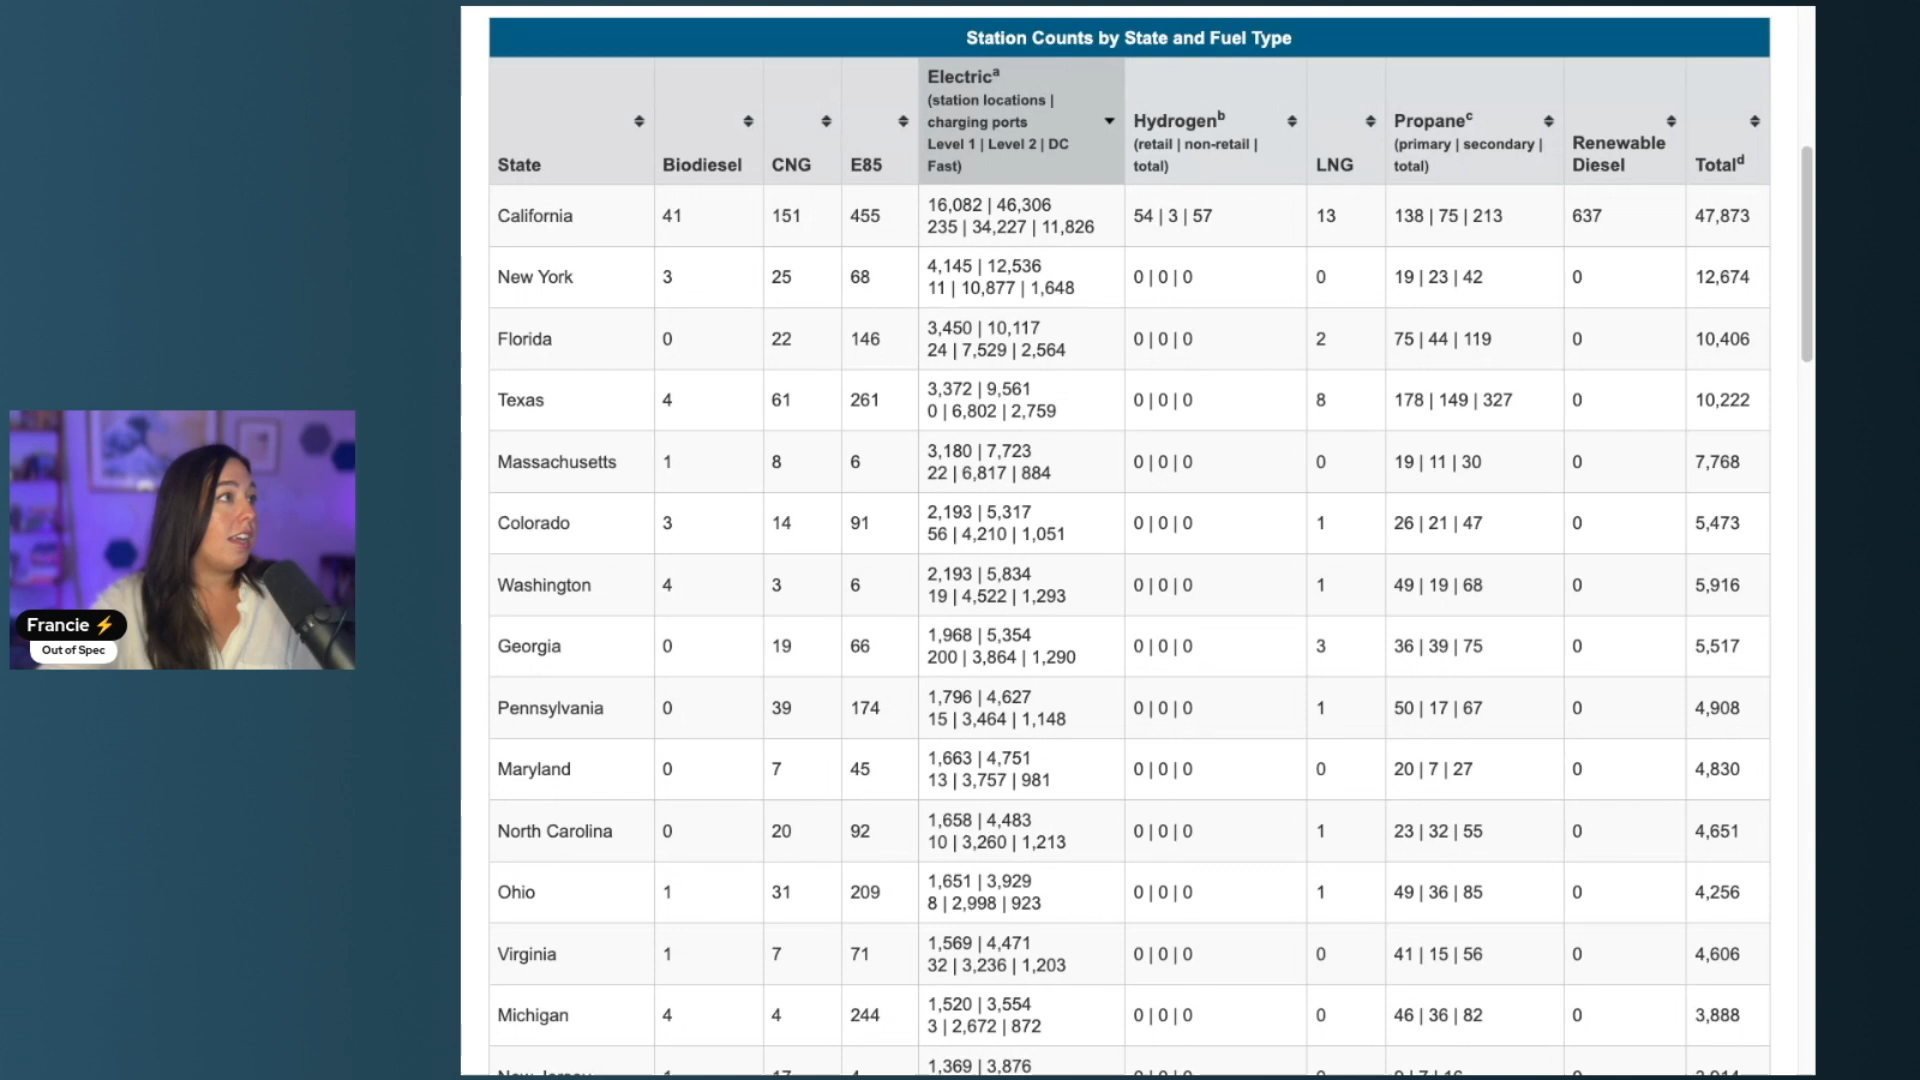 Station Counts by State and Fuel Type
State
Biodiesel
CNG
E85
Electricᵃ
(station locations |
charging ports
Level 1 | Level 2 | DC
Fast)
Hydrogenᵇ
(retail | non-retail |
total)
LNG
Propaneᶜ
(primary | secondary |
total)
Renewable
Diesel
Totalᵈ
California 41 151 455 16,082 | 46,306
235 | 34,227 | 11,826 54 | 3 | 57 13 138 | 75 | 213 637 47,873
New York 3 25 68 4,145 | 12,536
11 | 10,877 | 1,648 0 | 0 | 0 0 19 | 23 | 42 0 12,674
Florida 0 22 146 3,450 | 10,117
24 | 7,529 | 2,564 0 | 0 | 0 2 75 | 44 | 119 0 10,406
Texas 4 61 261 3,372 | 9,561
0 | 6,802 | 2,759 0 | 0 | 0 8 178 | 149 | 327 0 10,222
Massachusetts 1 8 6 3,180 | 7,723
22 | 6,817 | 884 0 | 0 | 0 0 19 | 11 | 30 0 7,768
Colorado 3 14 91 2,193 | 5,317
56 | 4,210 | 1,051 0 | 0 | 0 1 26 | 21 | 47 0 5,473
Washington 4 3 6 2,193 | 5,834
19 | 4,522 | 1,293 0 | 0 | 0 1 49 | 19 | 68 0 5,916
Georgia 0 19 66 1,968 | 5,354
200 | 3,864 | 1,290 0 | 0 | 0 3 36 | 39 | 75 0 5,517
Pennsylvania 0 39 174 1,796 | 4,627
15 | 3,464 | 1,148 0 | 0 | 0 1 50 | 17 | 67 0 4,908
Maryland 0 7 45 1,663 | 4,751
13 | 3,757 | 981 0 | 0 | 0 0 20 | 7 | 27 0 4,830
North Carolina 0 20 92 1,658 | 4,483
10 | 3,260 | 1,213 0 | 0 | 0 1 23 | 32 | 55 0 4,651
Ohio 1 31 209 1,651 | 3,929
8 | 2,998 | 923 0 | 0 | 0 1 49 | 36 | 85 0 4,256
Virginia 1 7 71 1,569 | 4,471
32 | 3,236 | 1,203 0 | 0 | 0 0 41 | 15 | 56 0 4,606
Michigan 4 4 244 1,520 | 3,554
3 | 2,672 | 872 0 | 0 | 0 0 46 | 36 | 82 0 3,888
1,369 | 3,876
Francie ⚡
Out of Spec